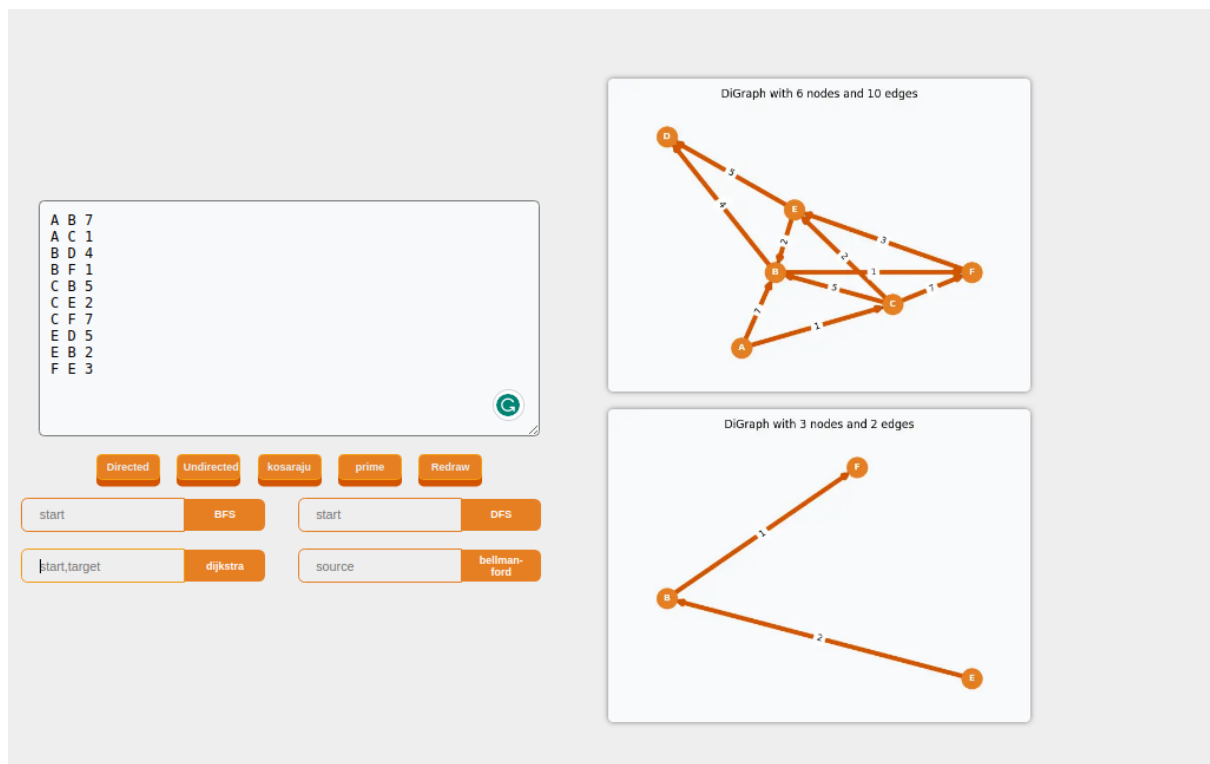 A B 7
A C 1
B D 4
B F 1
C B 5
C E 2
C F 7
E D 5
E B 2
F E 3
Directed
Undirected
kosaraju
prime
Redraw
start
BFS
start
DFS
start,target
dijkstra
source
bellman-
ford
DiGraph with 6 nodes and 10 edges
D
5
4
E
2
3
2
B
1
F
5
7
C
7
1
A
DiGraph with 3 nodes and 2 edges
F
1
B
2
E